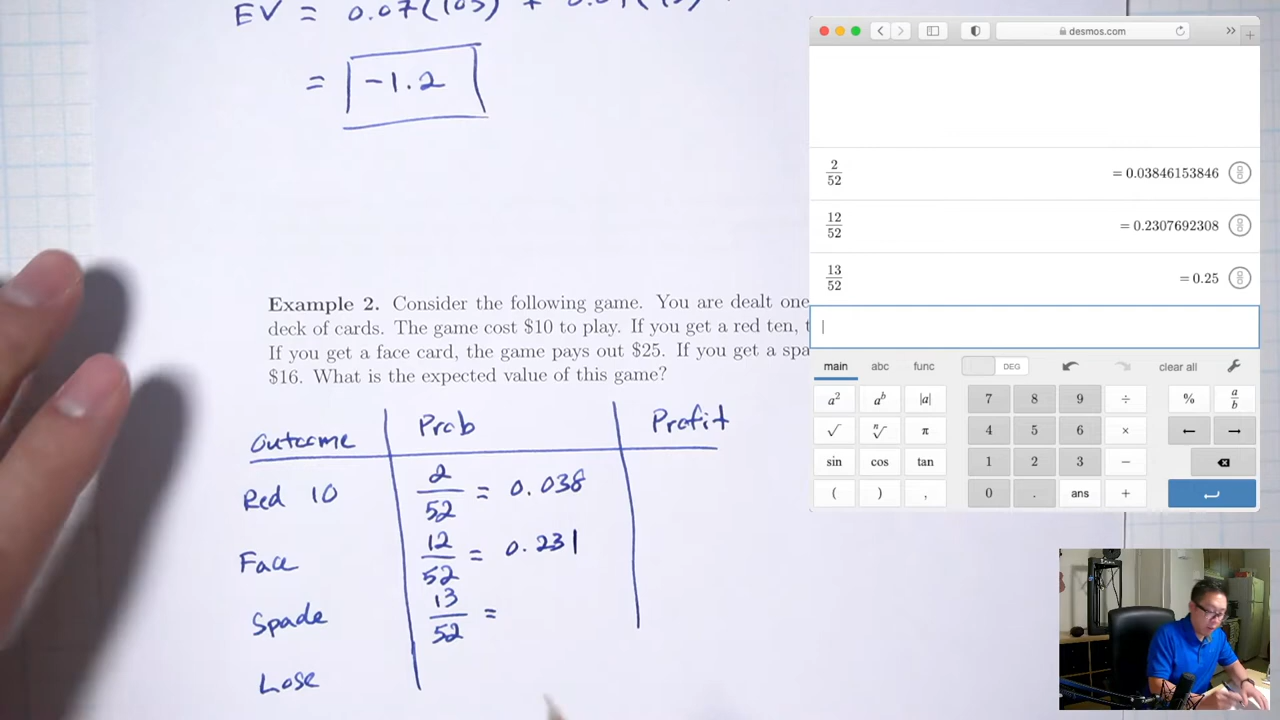 EV =
= -1.2
Example 2. Consider the following game. You are dealt one
deck of cards. The game cost $10 to play. If you get a red ten, t
If you get a face card, the game pays out $25. If you get a spa
$16. What is the expected value of this game?
Outcome Prob Profit
Red 10 2/52 = 0.038
Face 12/52 = 0.231
Spade 13/52 =
Lose
desmos.com
2/52 = 0.03846153846
12/52 = 0.2307692308
13/52 = 0.25
main abc func DEG clear all
a² aᵇ |a| 7 8 9 ÷ % a/b
√ ⁿ√ π 4 5 6 × ← →
sin cos tan 1 2 3 −
( ) , 0 . ans +